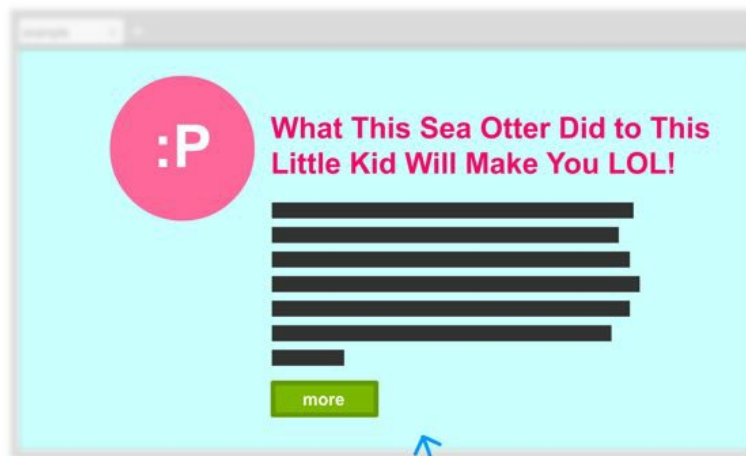 :P
What This Sea Otter Did to This
Little Kid Will Make You LOL!
more